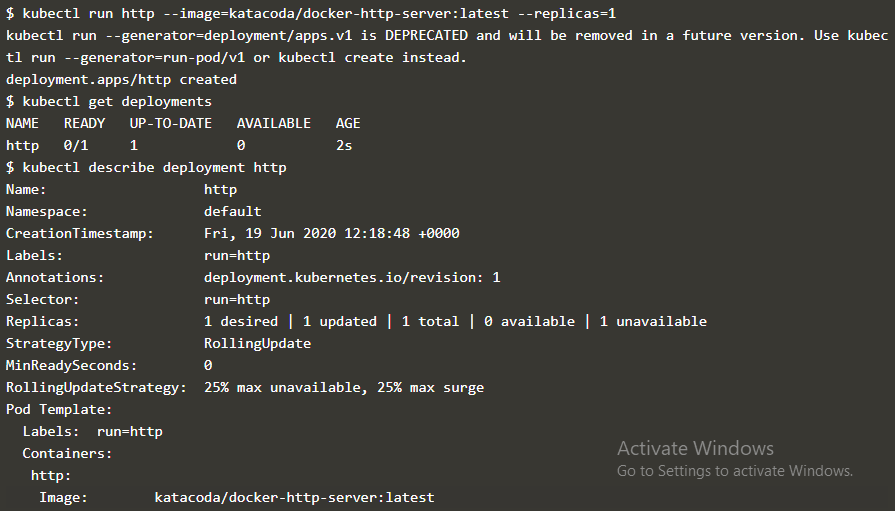 $ kubectl run http --image=katacoda/docker-http-server:latest --replicas=1
kubectl run --generator=deployment/apps.v1 is DEPRECATED and will be removed in a future version. Use kubec
tl run --generator=run-pod/v1 or kubectl create instead.
deployment.apps/http created
$ kubectl get deployments
NAME   READY   UP-TO-DATE   AVAILABLE   AGE
http   0/1     1            0           2s
$ kubectl describe deployment http
Name:                   http
Namespace:              default
CreationTimestamp:      Fri, 19 Jun 2020 12:18:48 +0000
Labels:                 run=http
Annotations:            deployment.kubernetes.io/revision: 1
Selector:               run=http
Replicas:               1 desired | 1 updated | 1 total | 0 available | 1 unavailable
StrategyType:           RollingUpdate
MinReadySeconds:        0
RollingUpdateStrategy:  25% max unavailable, 25% max surge
Pod Template:
  Labels:  run=http
  Containers:
   http:
    Image:        katacoda/docker-http-server:latest
Activate Windows
Go to Settings to activate Windows.